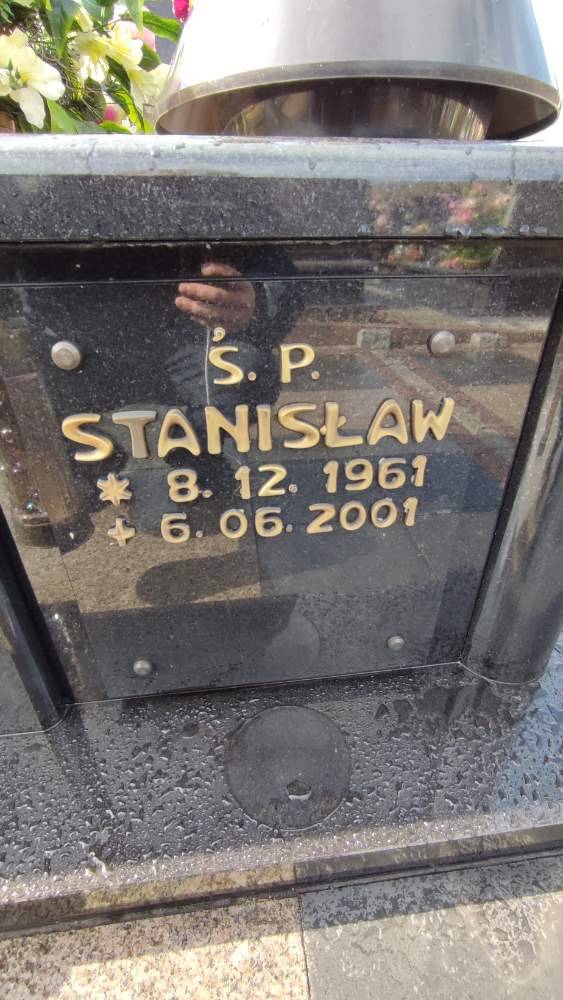 Ś. P.
STANISŁAW
* 8. 12. 1961
+ 6. 06. 2001